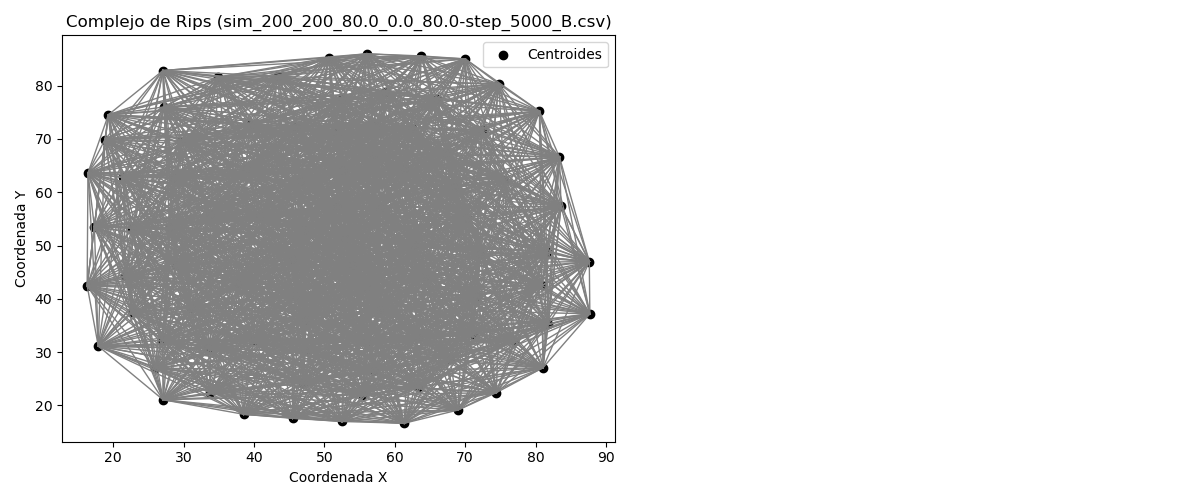 Complejo de Rips (sim_200_200_80.0_0.0_80.0-step_5000_B.csv)
Centroides
80
70
60
50
40
30
20
Coordenada Y
20 30 40 50 60 70 80 90
Coordenada X